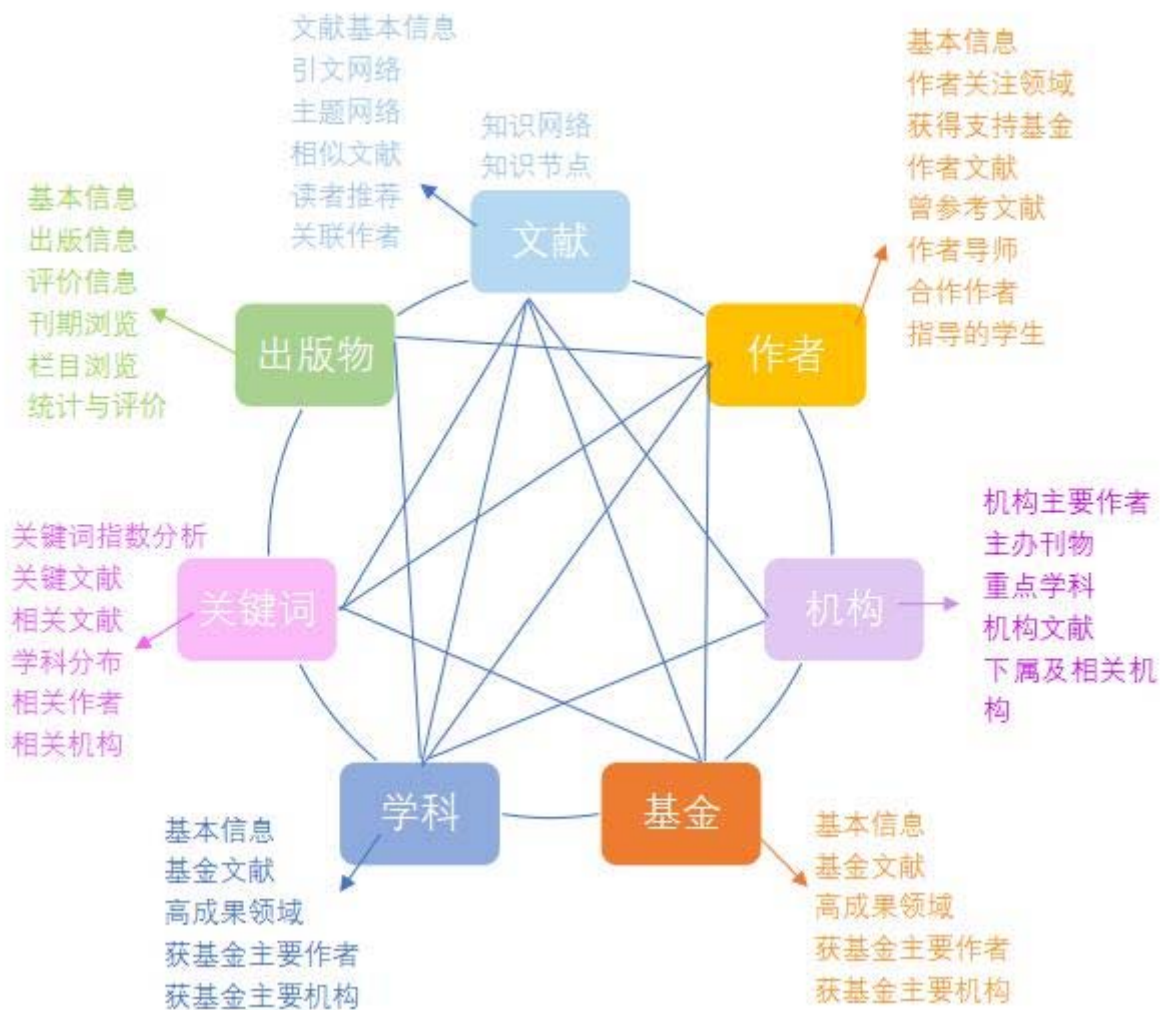 文献基本信息
引文网络
主题网络
相似文献
读者推荐
关联作者
知识网络
知识节点
文献
基本信息
作者关注领域
获得支持基金
作者文献
曾参考文献
作者导师
合作作者
指导的学生
作者
基本信息
出版信息
评价信息
刊期浏览
栏目浏览
统计与评价
出版物
关键词指数分析
关键文献
相关文献
学科分布
相关作者
相关机构
关键词
机构
机构主要作者
主办刊物
重点学科
机构文献
下属及相关机
构
学科
基本信息
基金文献
高成果领域
获基金主要作者
获基金主要机构
基金
基本信息
基金文献
高成果领域
获基金主要作者
获基金主要机构